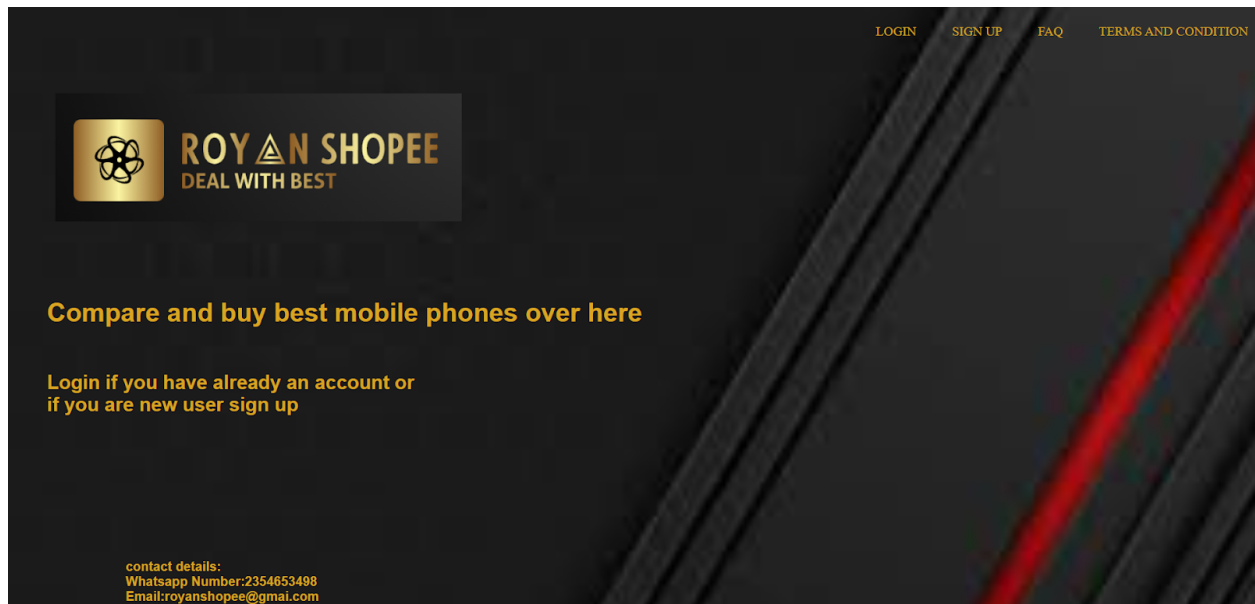 LOGIN SIGN UP FAQ TERMS AND CONDITION
ROYAN SHOPEE
DEAL WITH BEST
Compare and buy best mobile phones over here
Login if you have already an account or
if you are new user sign up
contact details:
Whatsapp Number:2354653498
Email:royanshopee@gmai.com